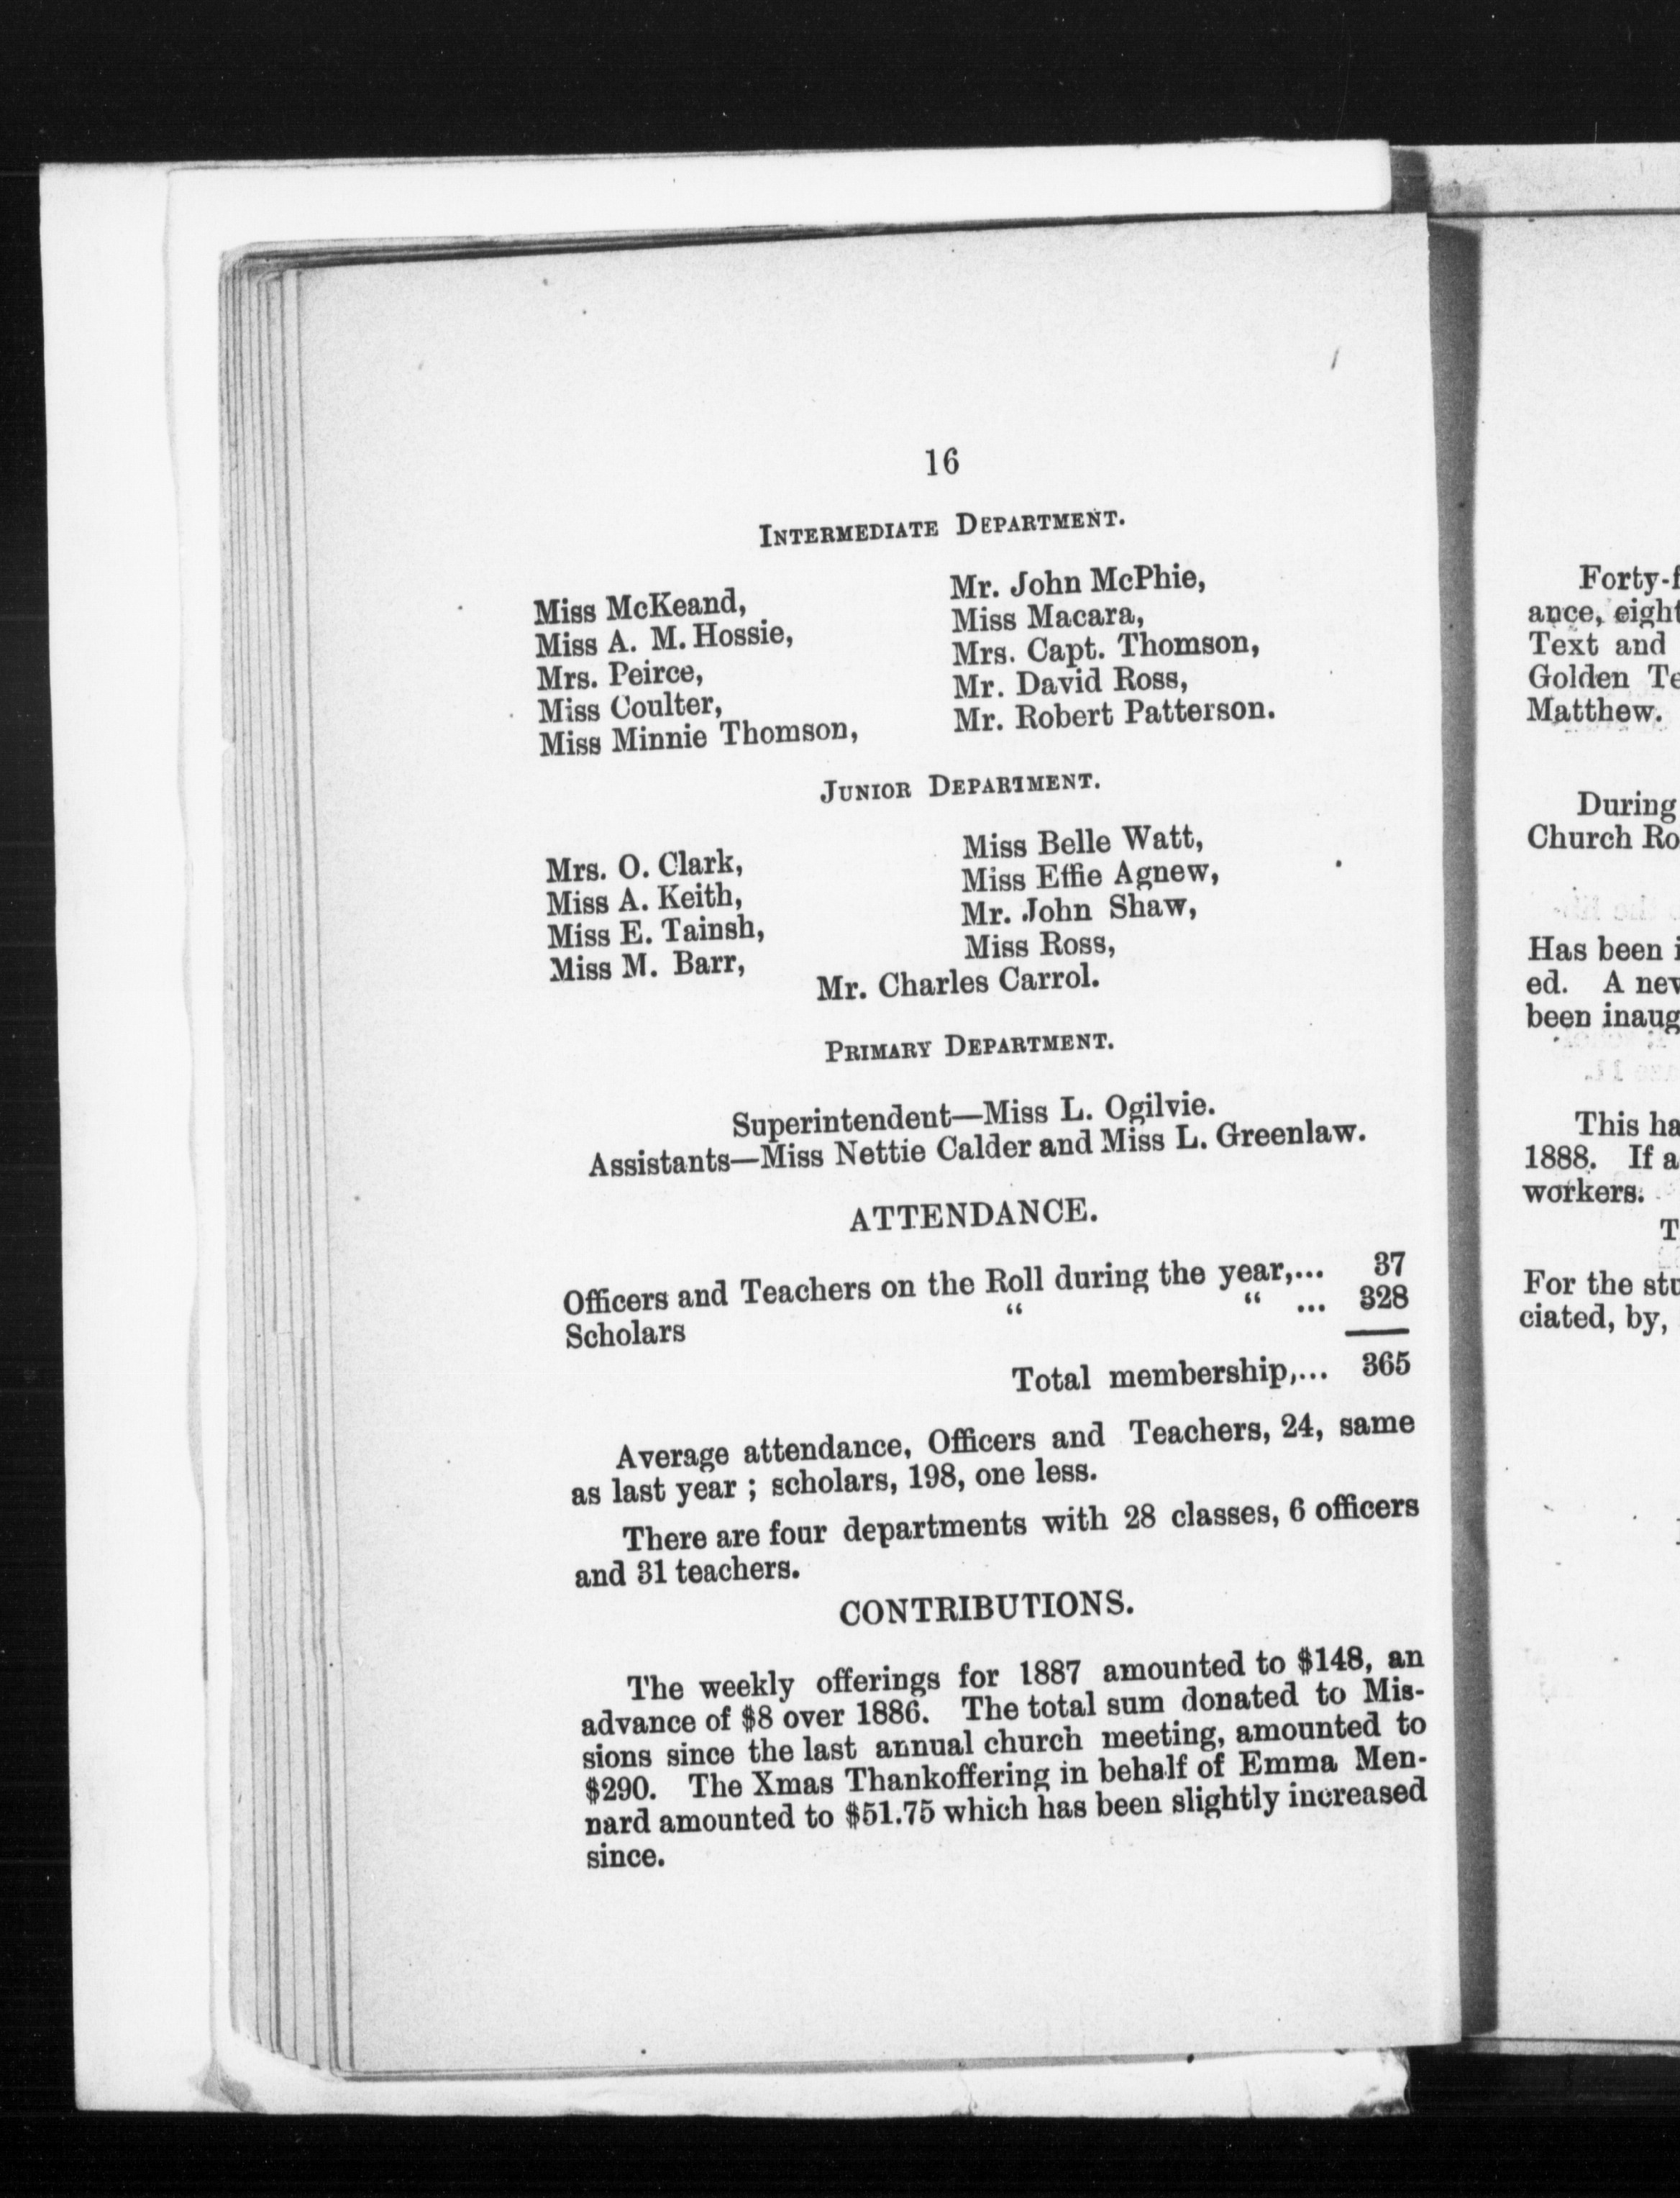 16
INTERMEDIATE DEPARTMENT.
Miss McKeand,
Miss A. M. Hossie,
Mrs. Peirce,
Miss Coulter,
Miss Minnie Thomson,
Mr. John McPhie,
Miss Macara,
Mrs. Capt. Thomson,
Mr. David Ross,
Mr. Robert Patterson.
JUNIOR DEPARTMENT.
Mrs. O. Clark,
Miss A. Keith,
Miss E. Tainsh,
Miss M. Barr,
Miss Belle Watt,
Miss Effie Agnew,
Mr. John Shaw,
Miss Ross,
Mr. Charles Carrol.
PRIMARY DEPARTMENT.
Superintendent—Miss L. Ogilvie.
Assistants—Miss Nettie Calder and Miss L. Greenlaw.
ATTENDANCE.
Officers and Teachers on the Roll during the year,... 37
Scholars " " ... 328
Total membership,... 365
Average attendance, Officers and Teachers, 24, same
as last year ; scholars, 198, one less.
There are four departments with 28 classes, 6 officers
and 31 teachers.
CONTRIBUTIONS.
The weekly offerings for 1887 amounted to $148, an
advance of $8 over 1886. The total sum donated to Mis-
sions since the last annual church meeting, amounted to
$290. The Xmas Thankoffering in behalf of Emma Men-
nard amounted to $51.75 which has been slightly increased
since.
Forty-f
ance, eight
Text and
Golden Te
Matthew.
During
Church Ro
Has been i
ed. A new
been inaug
This ha
1888. If a
workers.
T
For the stu
ciated, by,